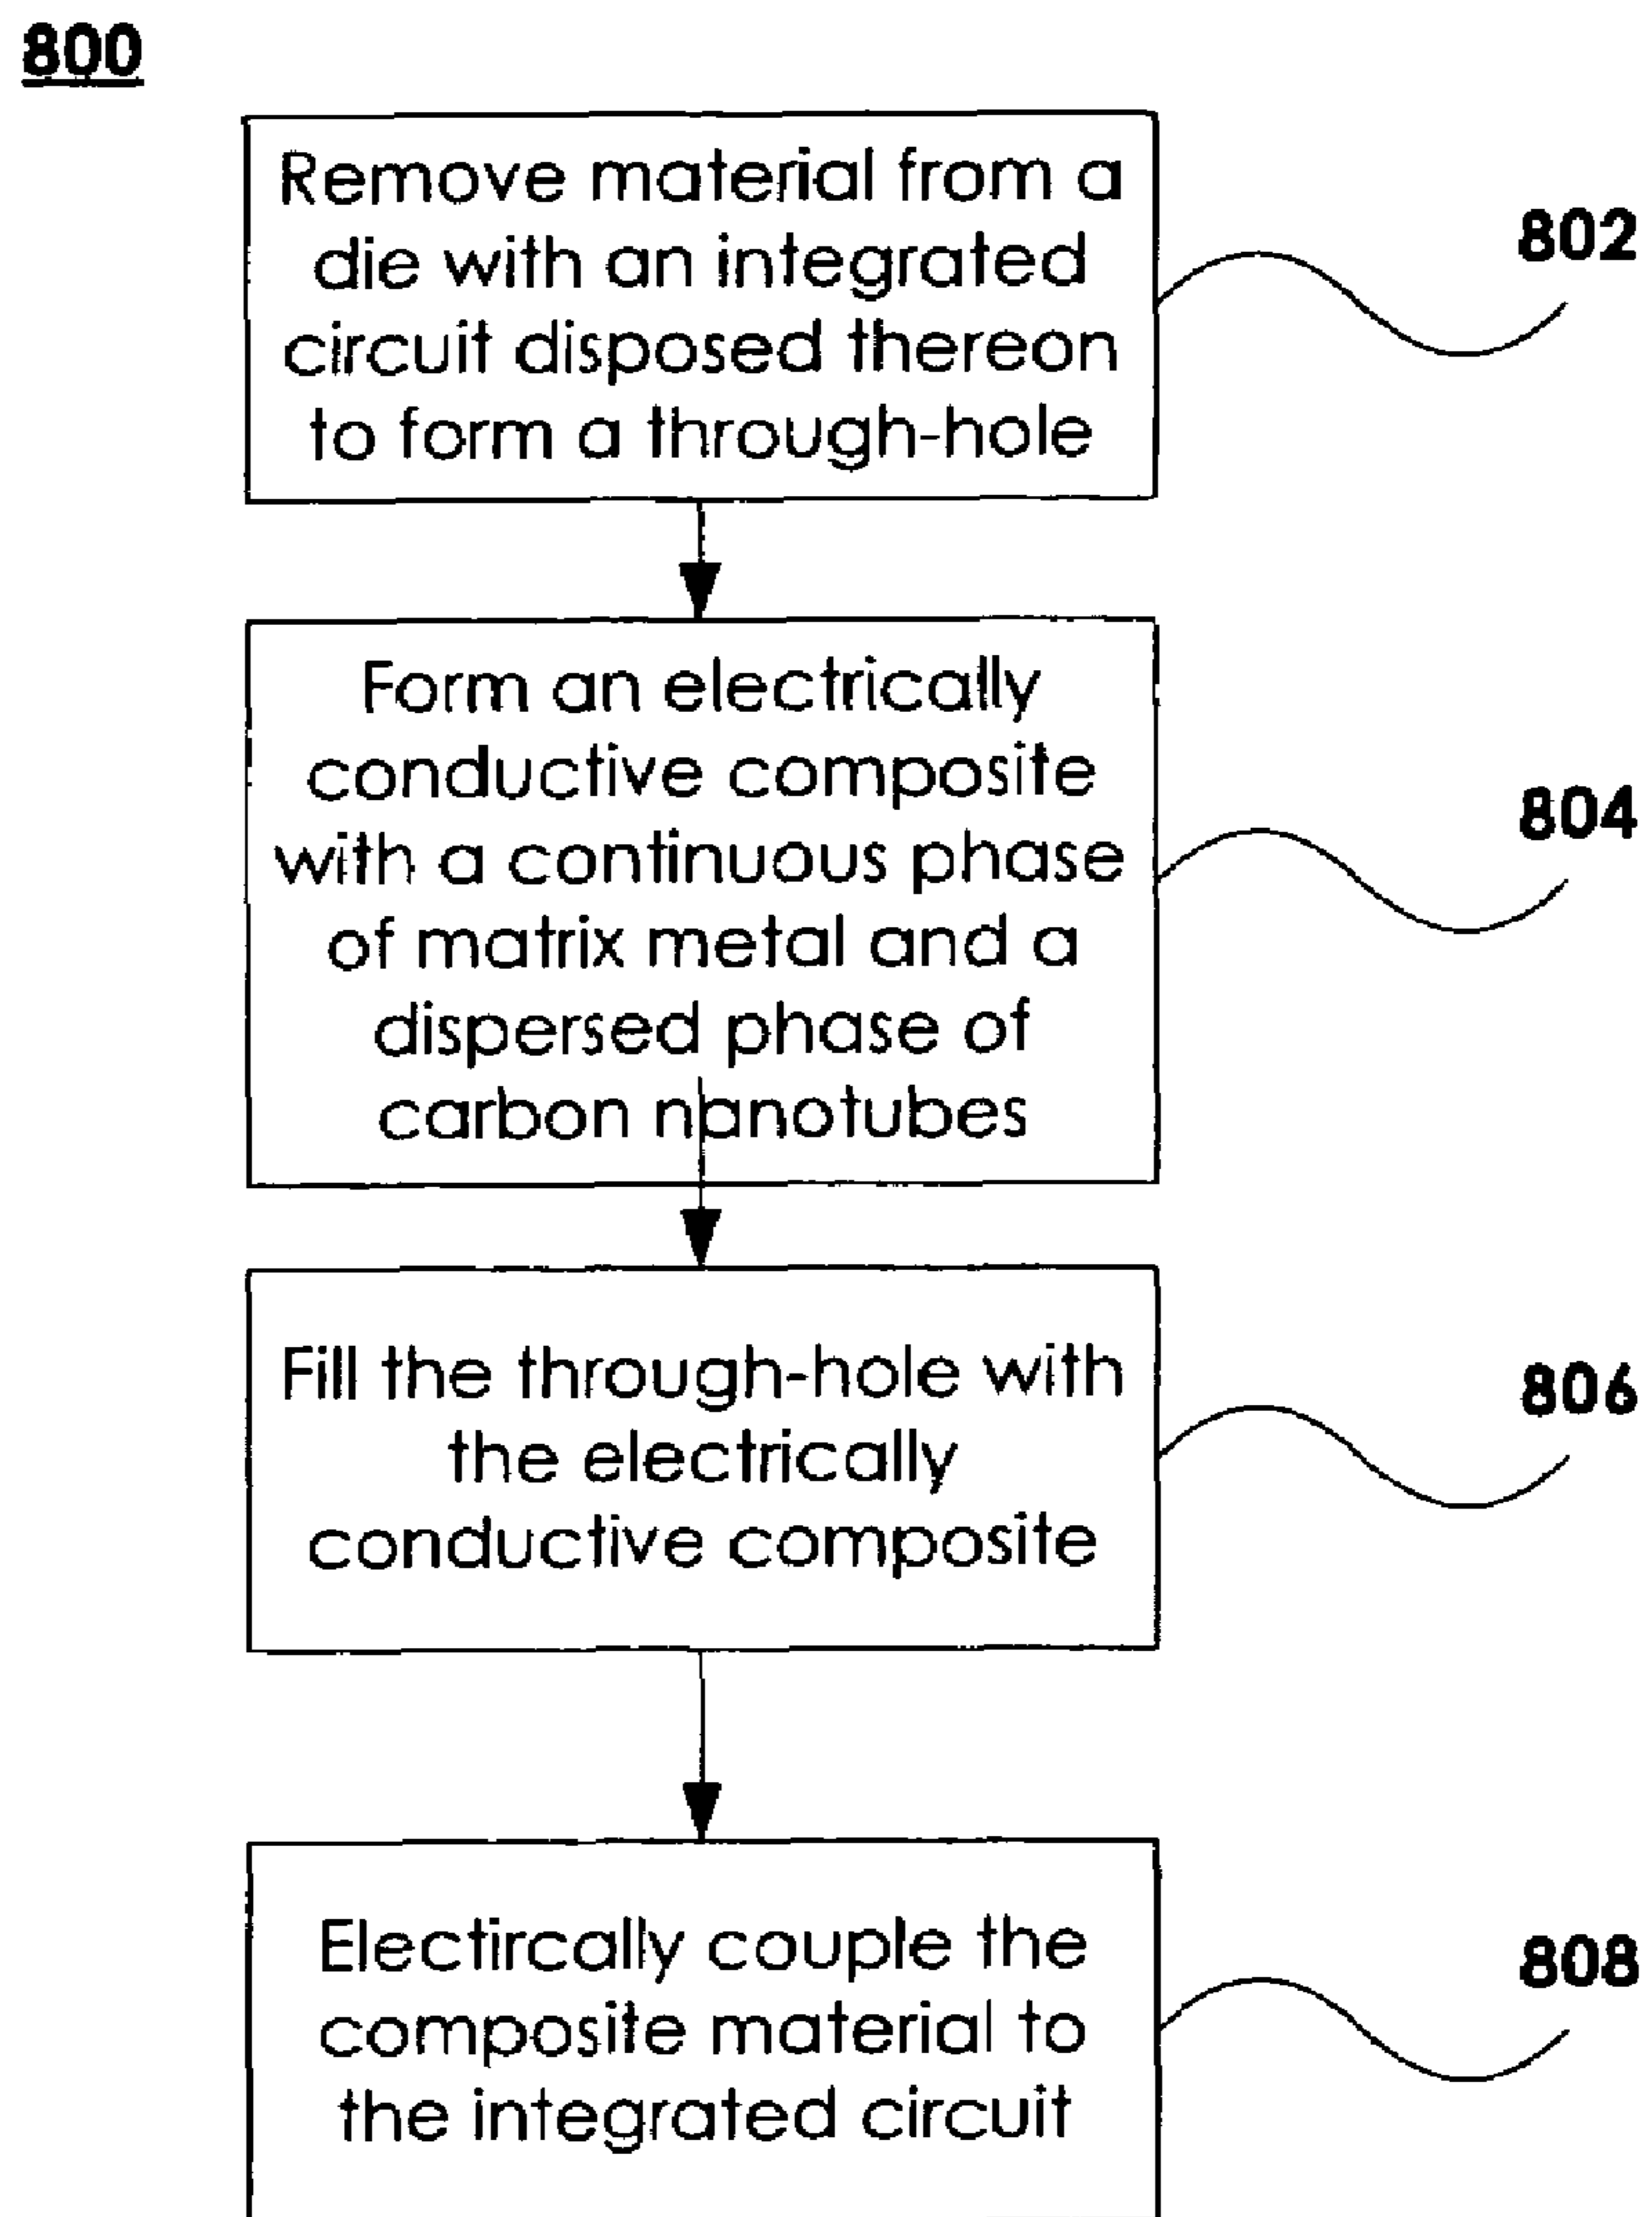 800
Remove material from a
die with an integrated
circuit disposed thereon
to form a through-hole
802
Form an electrically
conductive composite
with a continuous phase
of matrix metal and a
dispersed phase of
carbon nanotubes
804
Fill the through-hole with
the electrically
conductive composite
806
Electircally couple the
composite material to
the integrated circuit
808